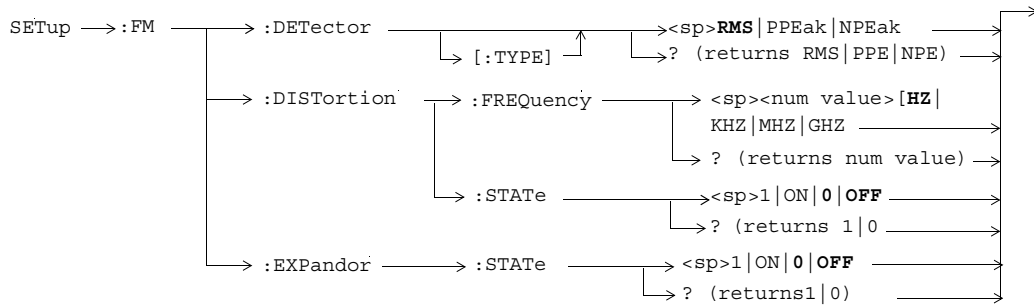 SETup :FM :DETector <sp>RMS|PPEak|NPEak
[:TYPE] ? (returns RMS|PPE|NPE)
:DISTortion :FREQuency <sp><num value>[HZ|
KHZ|MHZ|GHZ
? (returns num value)
:STATe <sp>1|ON|0|OFF
? (returns 1|0
:EXPandor :STATe <sp>1|ON|0|OFF
? (returns1|0)